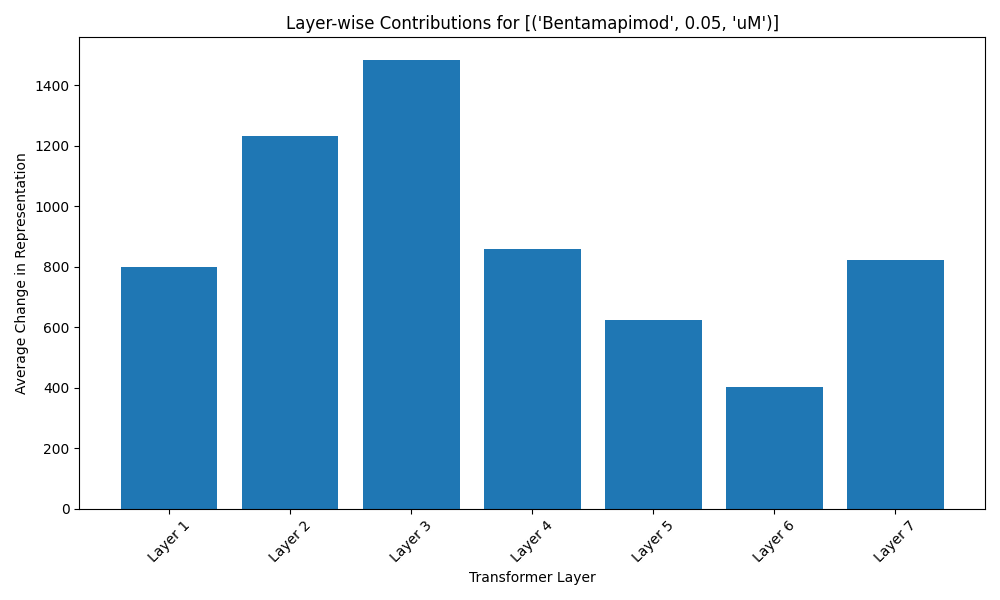 Layer-wise Contributions for [('Bentamapimod', 0.05, 'uM')]
Average Change in Representation
1400
1200
1000
800
600
400
200
0
Layer 1
Layer 2
Layer 3
Layer 4
Layer 5
Layer 6
Layer 7
Transformer Layer